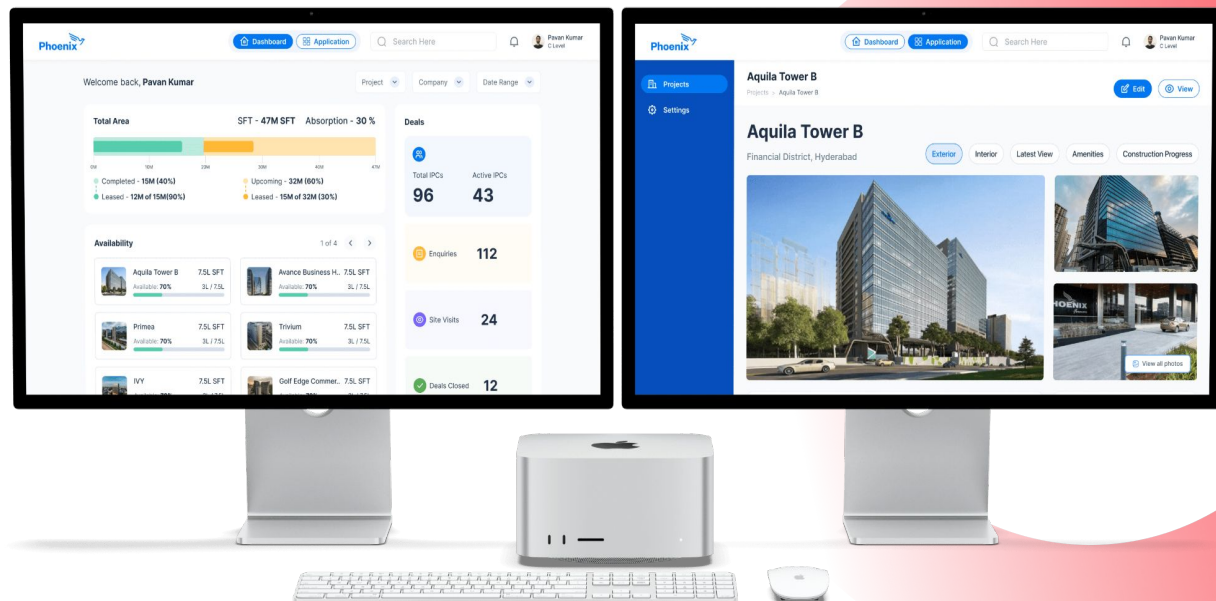 Phoenix
Dashboard
Application
Search Here
Pavan Kumar
C Level
Welcome back, Pavan Kumar
Project
Company
Date Range
Total Area
SFT - 47M SFT Absorption - 30 %
0M 10M 20M 30M 40M 47M
Completed - 15M (40%)
Upcoming - 32M (60%)
Leased - 12M of 15M(90%)
Leased - 15M of 32M (30%)
Deals
Total IPCs
Active IPCs
96
43
Enquiries 112
Site Visits 24
Deals Closed 12
Availability
1 of 4
Aquila Tower B 7.5L SFT
Available: 70% 3L / 7.5L
Avance Business H.. 7.5L SFT
Available: 70% 3L / 7.5L
Primea 7.5L SFT
Available: 70% 3L / 7.5L
Trivium 7.5L SFT
Available: 70% 3L / 7.5L
IVY 7.5L SFT
Golf Edge Commer.. 7.5L SFT
Phoenix
Dashboard
Application
Search Here
Pavan Kumar
C Level
Projects
Settings
Aquila Tower B
Projects > Aquila Tower B
Edit
View
Aquila Tower B
Financial District, Hyderabad
Exterior
Interior
Latest View
Amenities
Construction Progress
HOENIX
View all photos